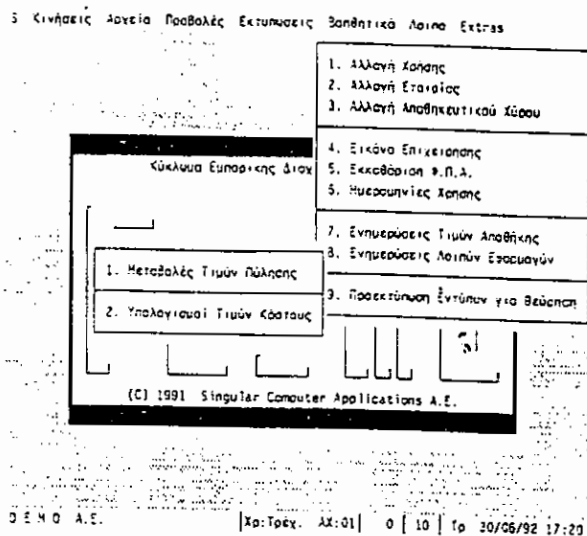 S Κινήσεις Αρχεία Προβολές Εκτυπώσεις Βοηθητικά Λοιπά Extras
1. Αλλαγή Χρήσης
2. Αλλαγή Εταιρίας
3. Αλλαγή Αποθηκευτικού Χώρου
4. Εικόνα Επιχείρησης
5. Εκκαθάριση Φ.Π.Α.
6. Ημερομηνίες Χρήσης
7. Ενημερώσεις Τιμών Αποθήκης
8. Ενημερώσεις Λοιπών Εφαρμογών
9. Προεκτύπωση Εντύπων για Θεώρηση
Κύκλωμα Εμπορικής Διαχ
1. Μεταβολές Τιμών Πώλησης
2. Υπολογισμοί Τιμών Κόστους
(C) 1991 Singular Computer Applications A.E.
D E M O A.E. Χρ:Τρέχ. ΑΧ:01 0 [ 10 ] Τρ 30/06/92 17:20